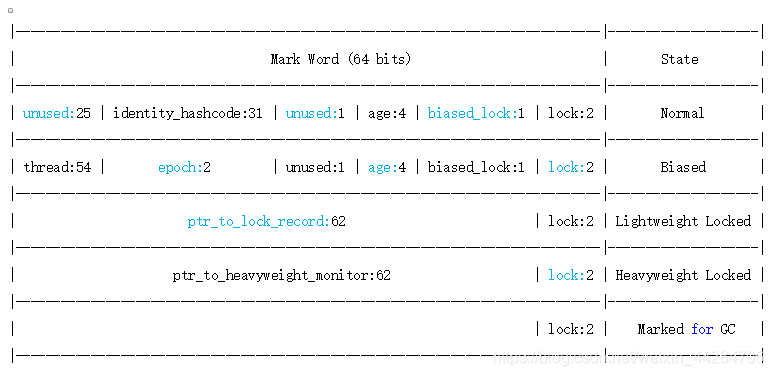 |--------------------------------------------------------------|--------------------|
| Mark Word (64 bits) | State |
|--------------------------------------------------------------|--------------------|
| unused:25 | identity_hashcode:31 | unused:1 | age:4 | biased_lock:1 | lock:2 | Normal |
|--------------------------------------------------------------|--------------------|
| thread:54 | epoch:2 | unused:1 | age:4 | biased_lock:1 | lock:2 | Biased |
|--------------------------------------------------------------|--------------------|
| ptr_to_lock_record:62 | lock:2 | Lightweight Locked |
|--------------------------------------------------------------|--------------------|
| ptr_to_heavyweight_monitor:62 | lock:2 | Heavyweight Locked |
|--------------------------------------------------------------|--------------------|
| | lock:2 | Marked for GC |
|--------------------------------------------------------------|--------------------|